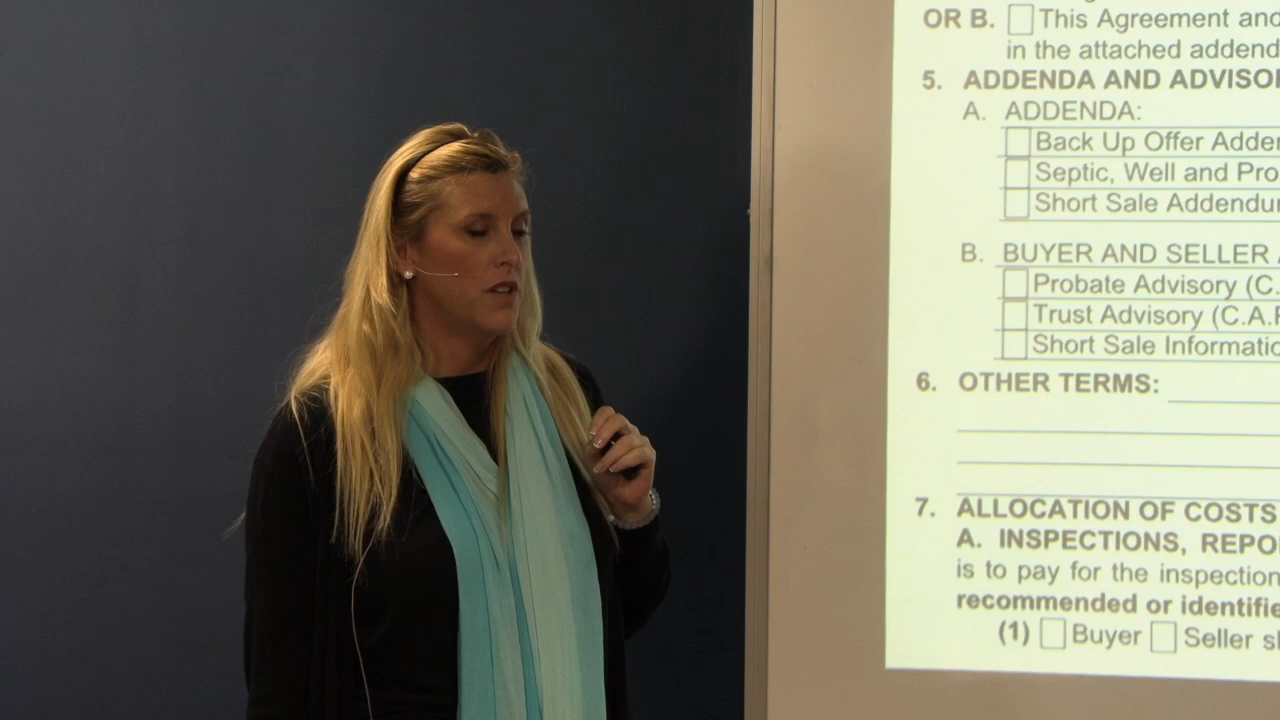 OR B. This Agreement and
in the attached addend
5. ADDENDA AND ADVISO
A. ADDENDA:
Back Up Offer Adde
Septic, Well and Pro
Short Sale Addendu
B. BUYER AND SELLER
Probate Advisory (C.
Trust Advisory (C.A.
Short Sale Informatio
6. OTHER TERMS:
7. ALLOCATION OF COSTS
A. INSPECTIONS, REPO
is to pay for the inspection
recommended or identifie
(1) Buyer Seller s